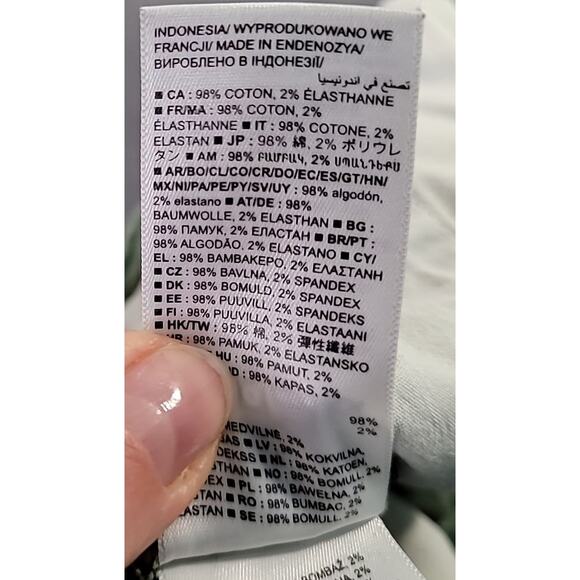 INDONESIA/ WYPRODUKOWANO WE
FRANCJI/ MADE IN ENDENOZYA/
ВИРОБЛЕНО В ІНДОНЕЗІЇ/
تصنع في اندونيسيا
■ CA : 98% COTON, 2% ÉLASTHANNE
■ FR/MA : 98% COTON, 2%
ÉLASTHANNE ■ IT : 98% COTONE, 2%
ELASTAN ■ JP : 98% 綿, 2% ポリウレ
タン ■ AM : 98% ԲԱՄԲԱԿ, 2% ՍՊԱՆԴԵՔՍ
■ AR/BO/CL/CO/CR/DO/EC/ES/GT/HN/
MX/NI/PA/PE/PY/SV/UY : 98% algodón,
2% elastano ■ AT/DE : 98%
BAUMWOLLE, 2% ELASTHAN ■ BG :
98% ПАМУК, 2% ЕЛАСТАН ■ BR/PT :
98% ALGODÃO, 2% ELASTANO ■ CY/
EL : 98% ΒΑΜΒΑΚΕΡΟ, 2% ΕΛΑΣΤΑΝΗ
■ CZ : 98% BAVLNA, 2% SPANDEX
■ DK : 98% BOMULD, 2% SPANDEX
■ EE : 98% PUUVILL, 2% SPANDEKS
■ FI : 98% PUUVILLA, 2% ELASTAANI
■ HK/TW : 98% 棉, 2% 彈性纖維
HR : 98% PAMUK, 2% ELASTANSKO
HU : 98% PAMUT, 2%
: 98% KAPAS, 2%
98%
2%
MEDVILNĖ, 2%
■ LV : 98% KOKVILNA,
■ NL : 98% KATOEN,
■ NO : 98% BOMULL, 2%
■ PL : 98% BAWEŁNA, 2%
■ RO : 98% BUMBAC, 2%
ELASTAN ■ SE : 98% BOMULL, 2%
BOMBAŽ, 2%
2%